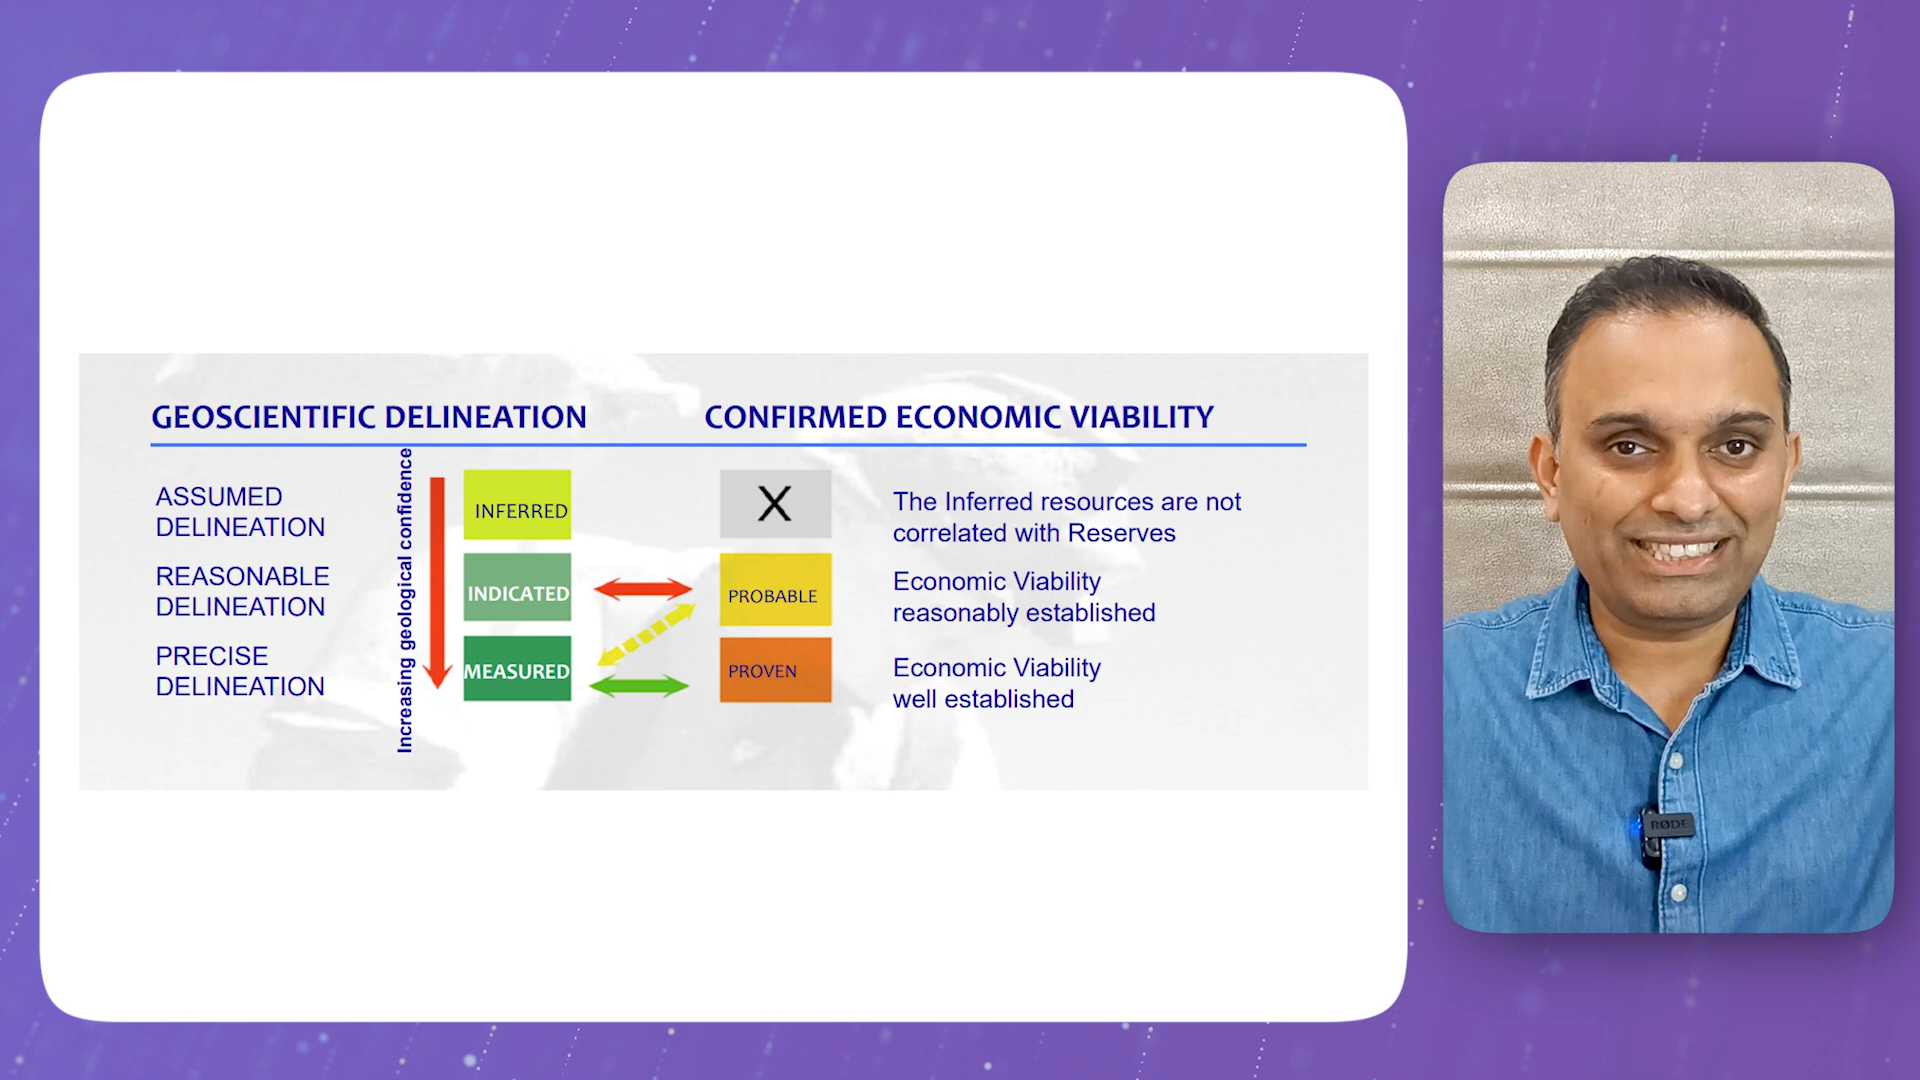 GEOSCIENTIFIC DELINEATION
CONFIRMED ECONOMIC VIABILITY
ASSUMED
DELINEATION
REASONABLE
DELINEATION
PRECISE
DELINEATION
Increasing geological confidence
INFERRED
INDICATED
MEASURED
X
PROBABLE
PROVEN
The Inferred resources are not
correlated with Reserves
Economic Viability
reasonably established
Economic Viability
well established
RØDE